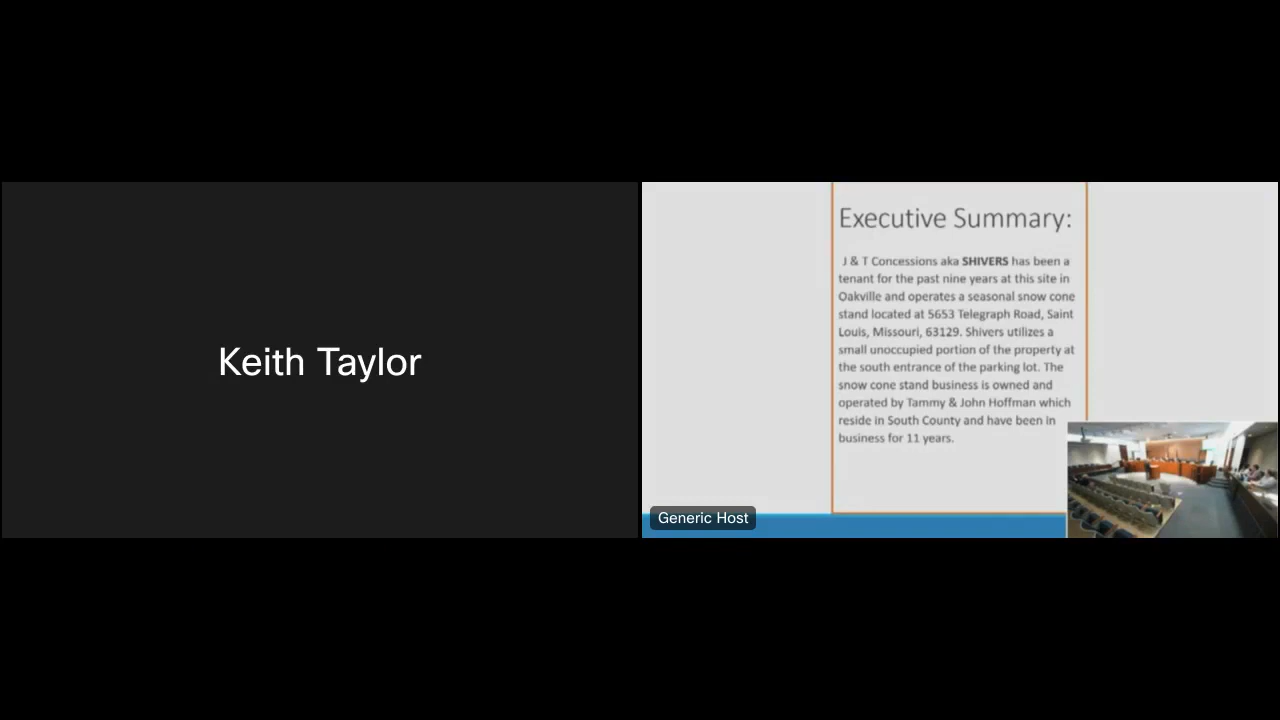 Keith Taylor
Executive Summary:
J & T Concessions aka SHIVERS has been a
tenant for the past nine years at this site in
Oakville and operates a seasonal snow cone
stand located at 5653 Telegraph Road, Saint
Louis, Missouri, 63129. Shivers utilizes a
small unoccupied portion of the property at
the south entrance of the parking lot. The
snow cone stand business is owned and
operated by Tammy & John Hoffman which
reside in South County and have been in
business for 11 years.
Generic Host